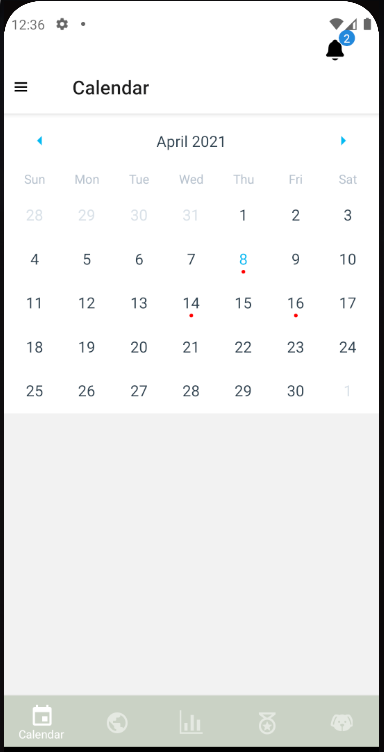 12:36
2
Calendar
April 2021
Sun Mon Tue Wed Thu Fri Sat
28 29 30 31 1 2 3
4 5 6 7 8 9 10
11 12 13 14 15 16 17
18 19 20 21 22 23 24
25 26 27 28 29 30 1
Calendar